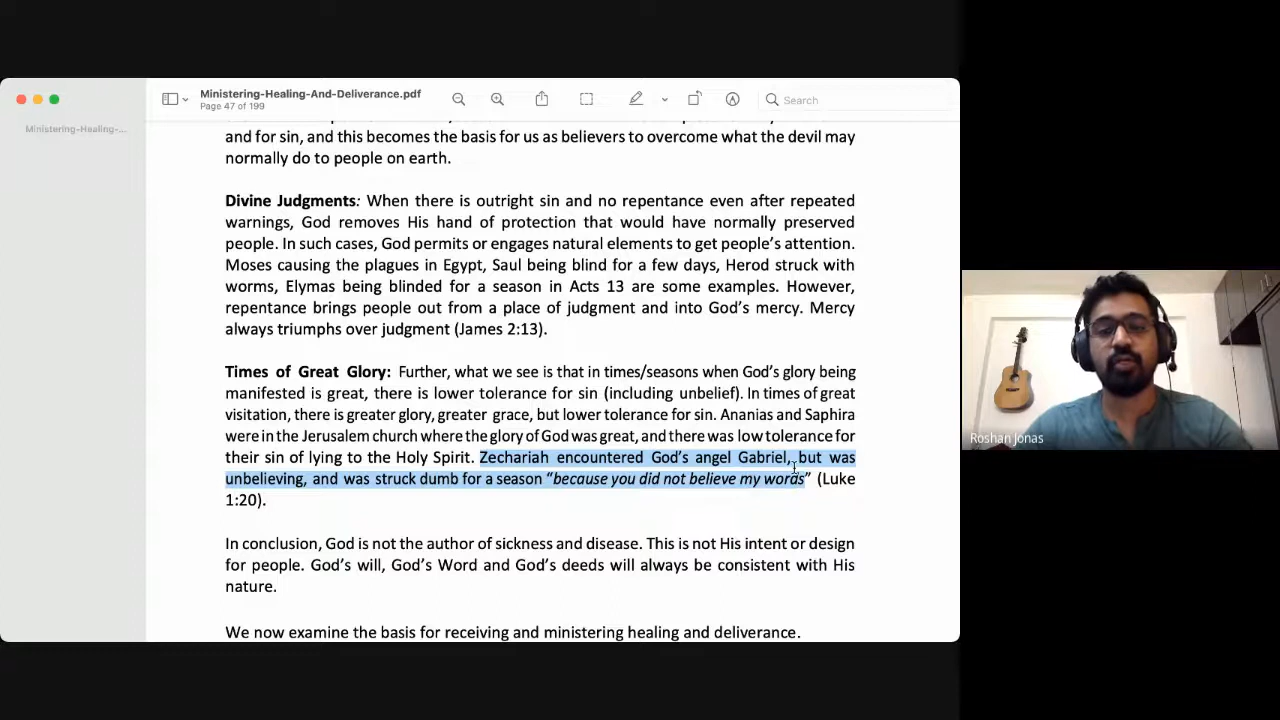 Ministering-Healing-And-Deliverance.pdf
Page 47 of 199
Search
Ministering-Healing-...
and for sin, and this becomes the basis for us as believers to overcome what the devil may
normally do to people on earth.
Divine Judgments: When there is outright sin and no repentance even after repeated
warnings, God removes His hand of protection that would have normally preserved
people. In such cases, God permits or engages natural elements to get people’s attention.
Moses causing the plagues in Egypt, Saul being blind for a few days, Herod struck with
worms, Elymas being blinded for a season in Acts 13 are some examples. However,
repentance brings people out from a place of judgment and into God’s mercy. Mercy
always triumphs over judgment (James 2:13).
Times of Great Glory: Further, what we see is that in times/seasons when God’s glory being
manifested is great, there is lower tolerance for sin (including unbelief). In times of great
visitation, there is greater glory, greater grace, but lower tolerance for sin. Ananias and Saphira
were in the Jerusalem church where the glory of God was great, and there was low tolerance for
their sin of lying to the Holy Spirit. Zechariah encountered God’s angel Gabriel, but was
unbelieving, and was struck dumb for a season “because you did not believe my words” (Luke
1:20).
In conclusion, God is not the author of sickness and disease. This is not His intent or design
for people. God’s will, God’s Word and God’s deeds will always be consistent with His
nature.
We now examine the basis for receiving and ministering healing and deliverance.
Roshan Jonas